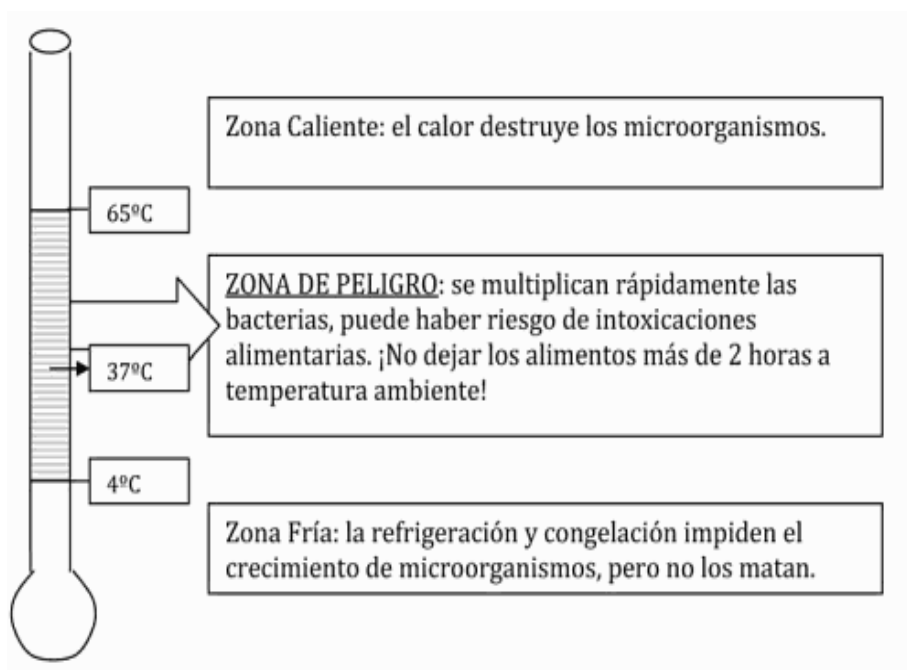 Zona Caliente: el calor destruye los microorganismos.
65ºC
ZONA DE PELIGRO: se multiplican rápidamente las
bacterias, puede haber riesgo de intoxicaciones
alimentarias. ¡No dejar los alimentos más de 2 horas a
temperatura ambiente!
37ºC
4ºC
Zona Fría: la refrigeración y congelación impiden el
crecimiento de microorganismos, pero no los matan.